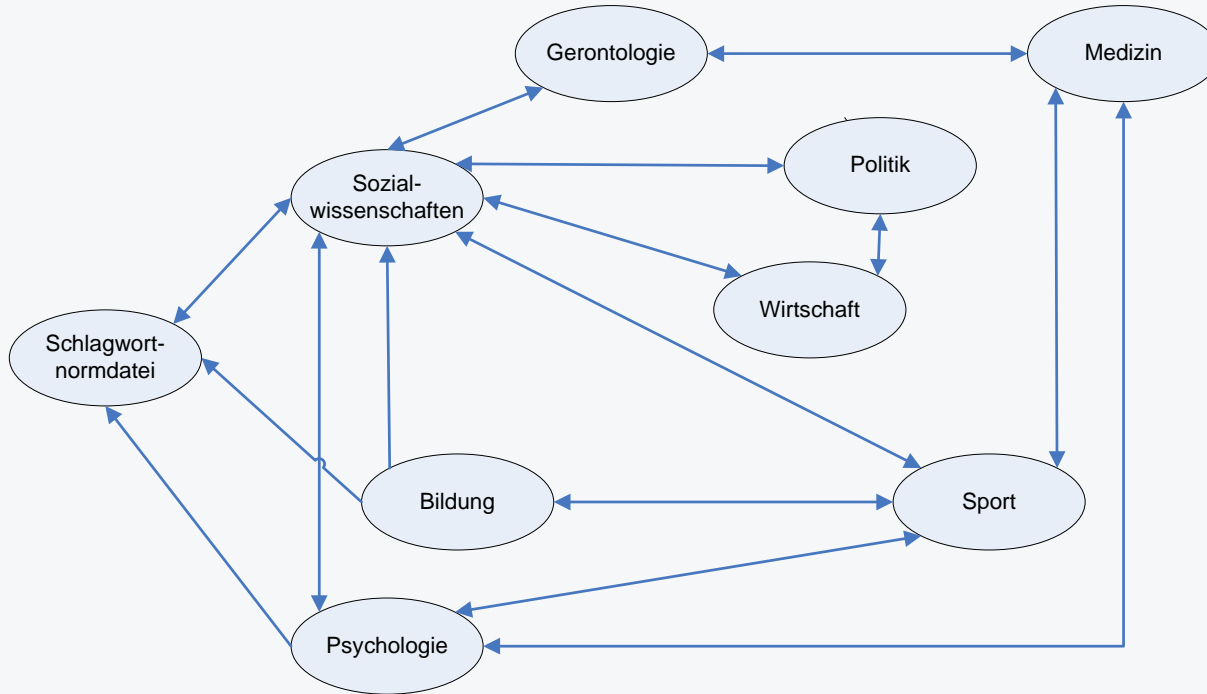 Gerontologie
Medizin
Politik
Sozial-
wissenschaften
Wirtschaft
Schlagwort-
normdatei
Bildung
Sport
Psychologie